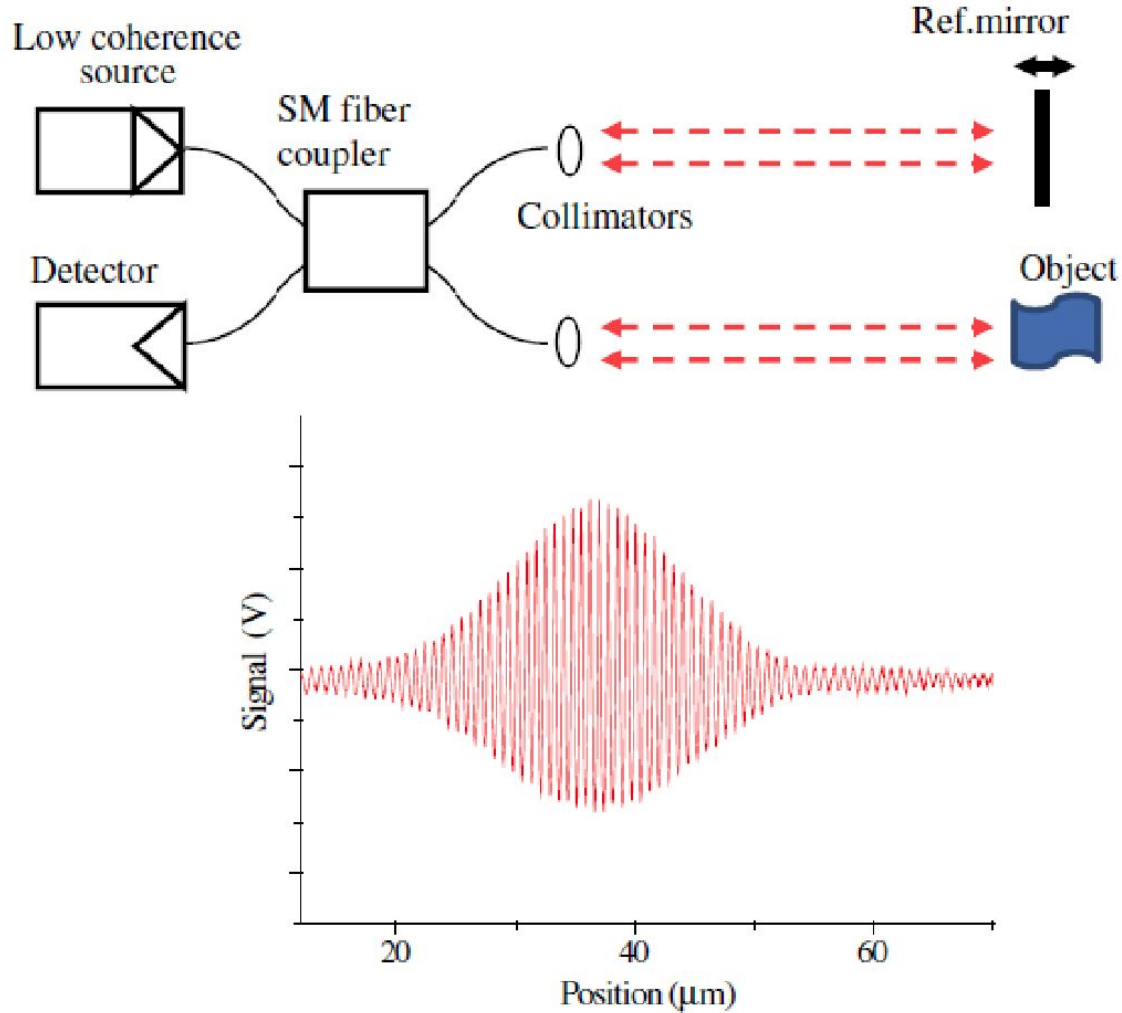 Ref.mirror
Low coherence
source
SM fiber
coupler
Collimators
Detector
Object
Signal (V)
20
40
60
Position (μm)